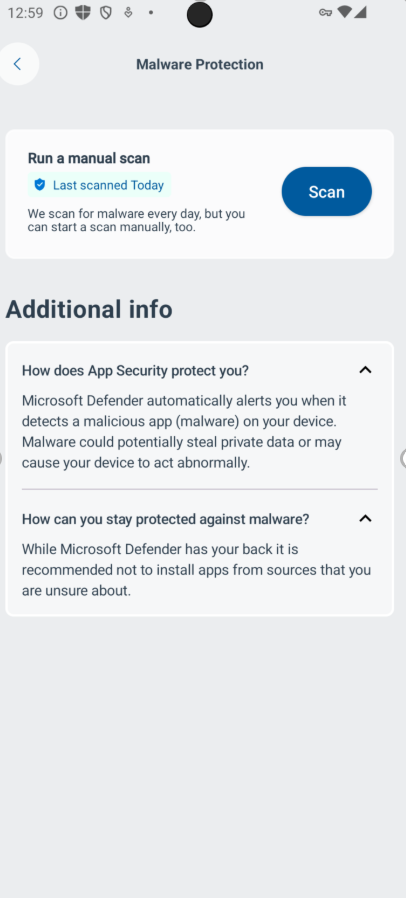 12:59
Malware Protection
Run a manual scan
Last scanned Today
Scan
We scan for malware every day, but you
can start a scan manually, too.
Additional info
How does App Security protect you?
Microsoft Defender automatically alerts you when it
detects a malicious app (malware) on your device.
Malware could potentially steal private data or may
cause your device to act abnormally.
How can you stay protected against malware?
While Microsoft Defender has your back it is
recommended not to install apps from sources that you
are unsure about.